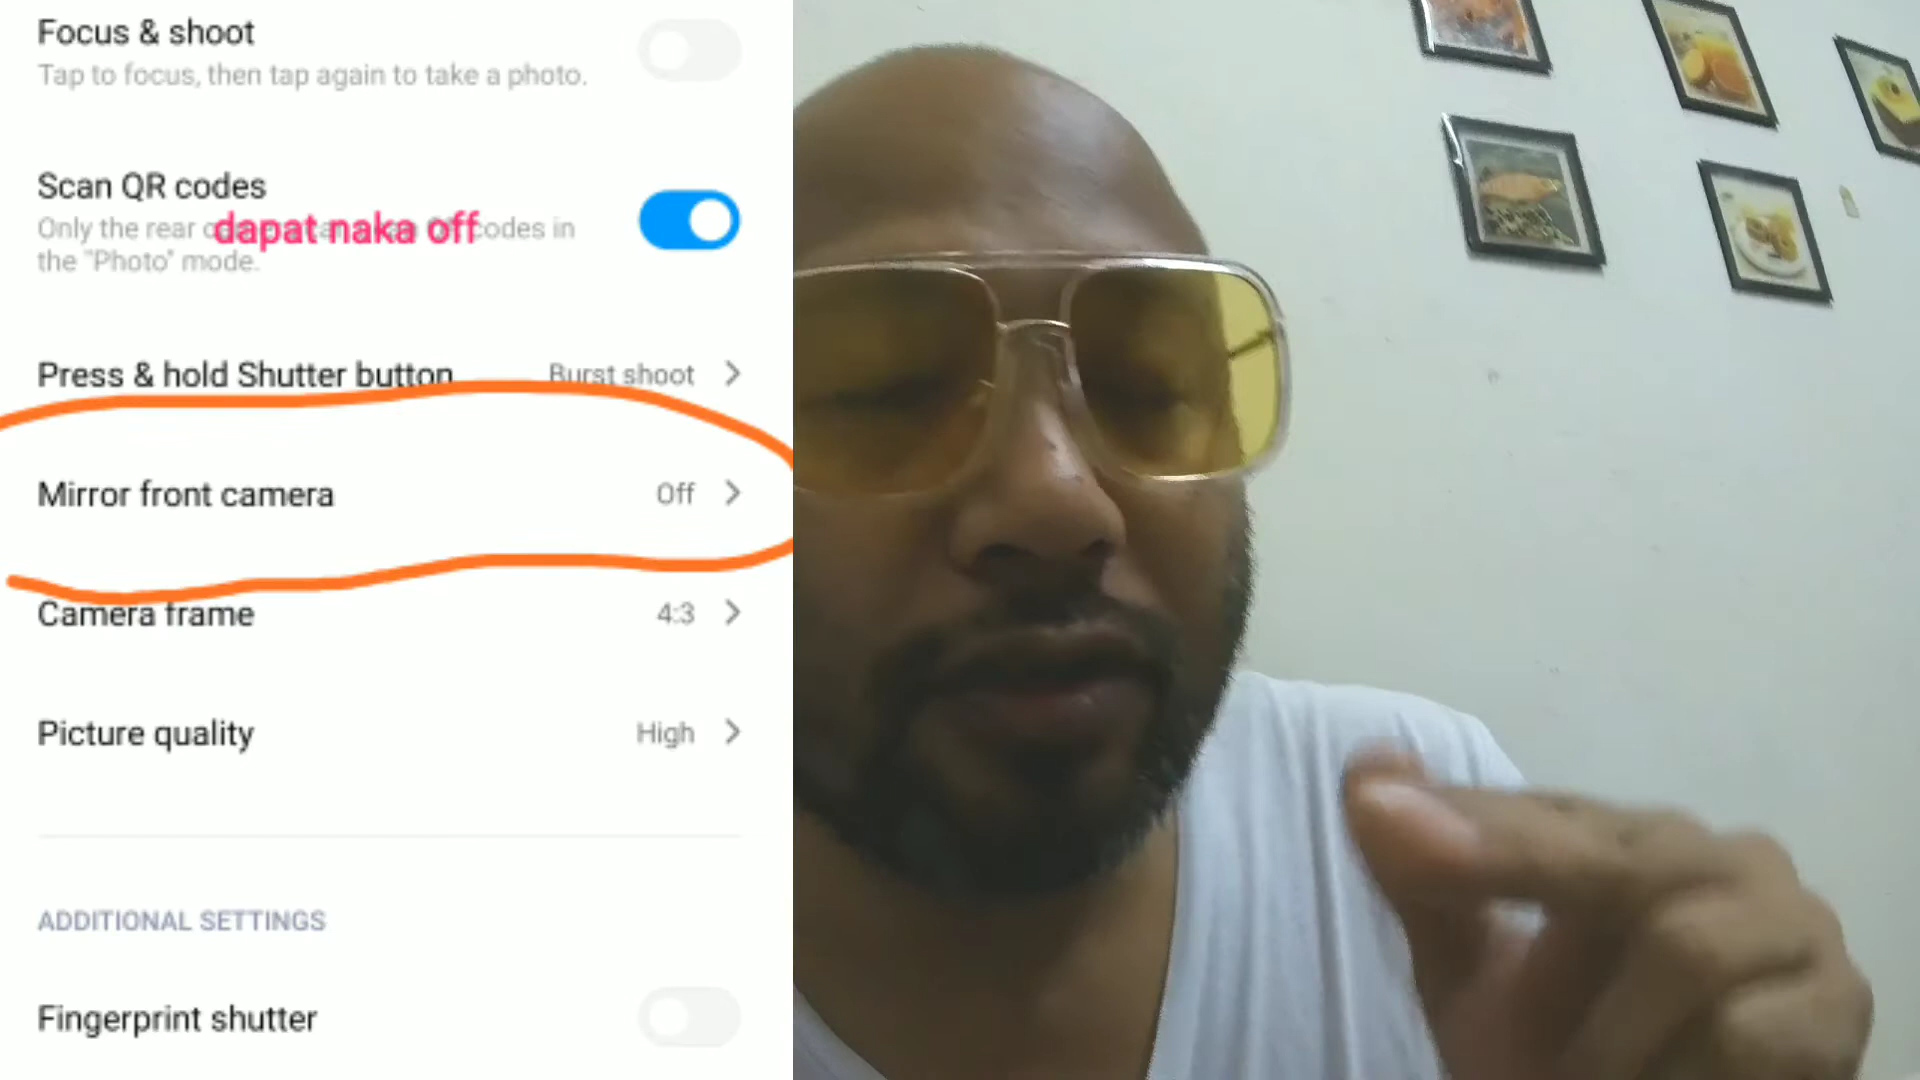 Focus & shoot
Tap to focus, then tap again to take a photo.
Scan QR codes
Only the rear
codes in
the "Photo" mode.
dapat naka off
Press & hold Shutter button
Burst shoot
Mirror front camera
Off
Camera frame
4:3
Picture quality
High
ADDITIONAL SETTINGS
Fingerprint shutter